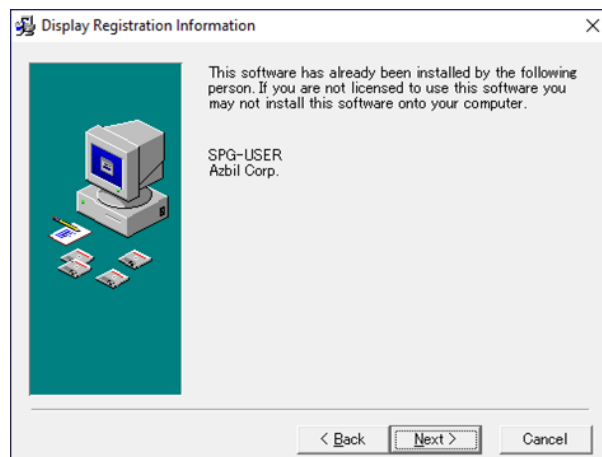 Display Registration Information
This software has already been installed by the following
person. If you are not licensed to use this software you
may not install this software onto your computer.
SPG-USER
Azbil Corp.
< Back
Next >
Cancel